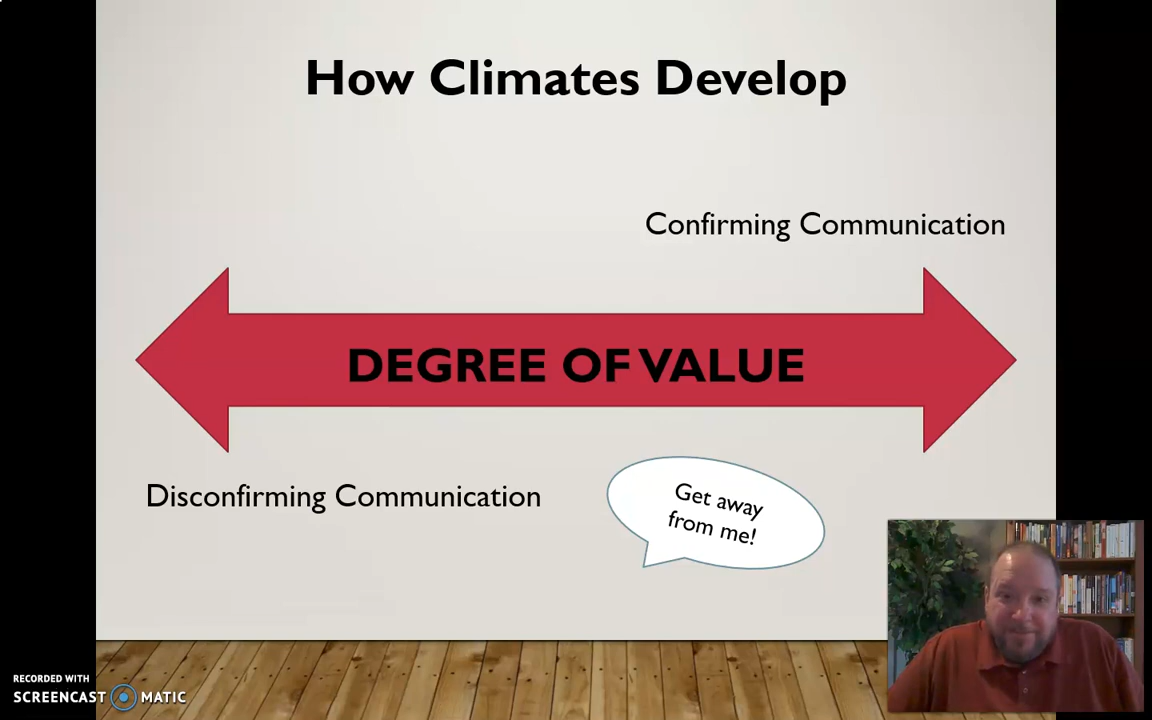 How Climates Develop
Confirming Communication
DEGREE OF VALUE
Disconfirming Communication
Get away
from me!
RECORDED WITH
SCREENCAST MATIC